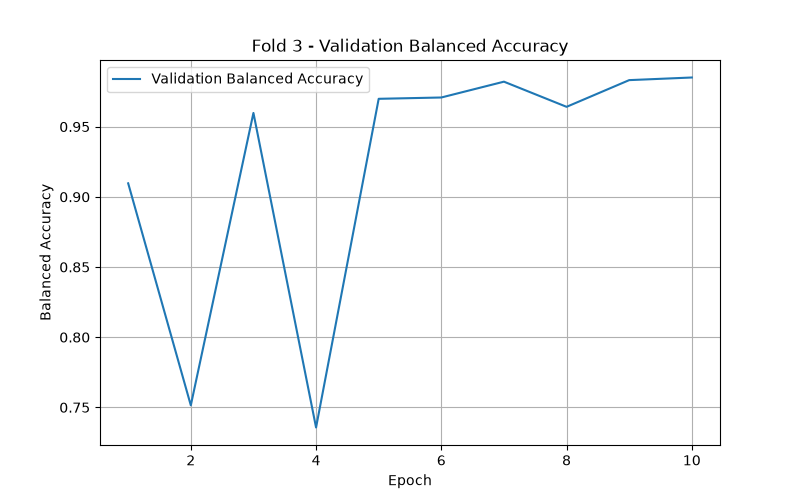 Fold 3 - Validation Balanced Accuracy
Validation Balanced Accuracy
Balanced Accuracy
0.95
0.90
0.85
0.80
0.75
2 4 6 8 10
Epoch